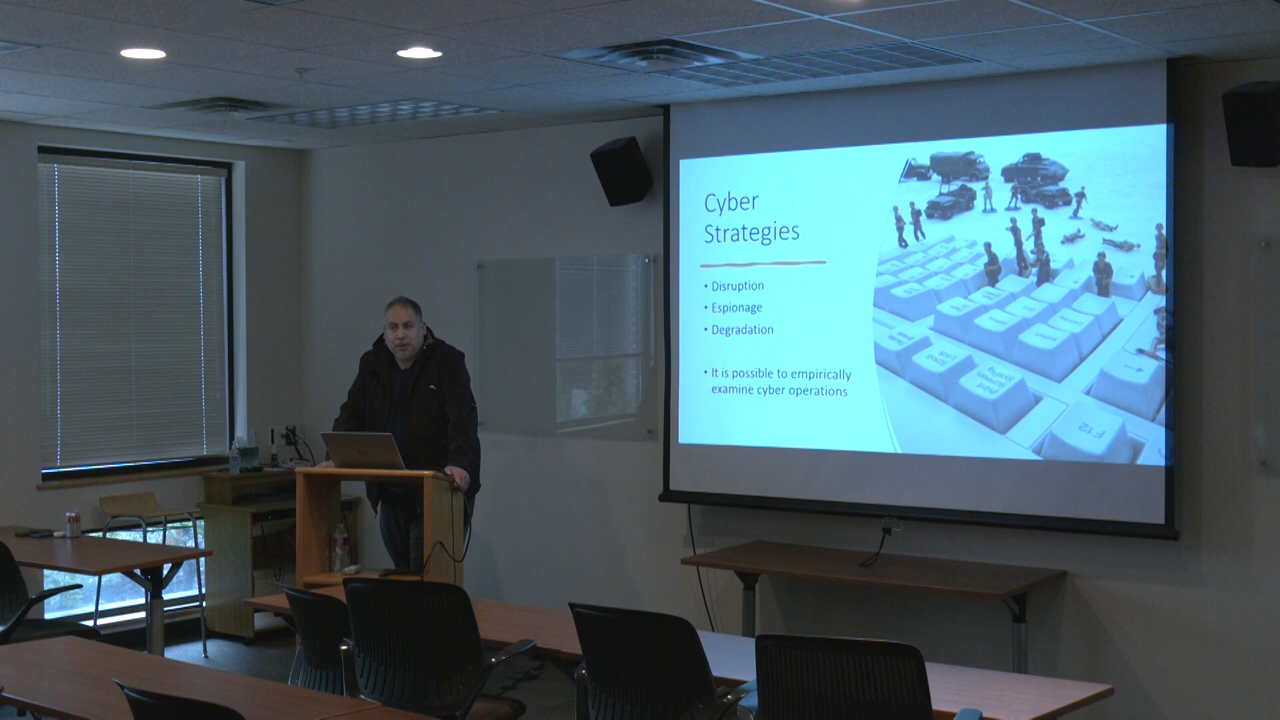 Cyber
Strategies
• Disruption
• Espionage
• Degradation
• It is possible to empirically
examine cyber operations
F12